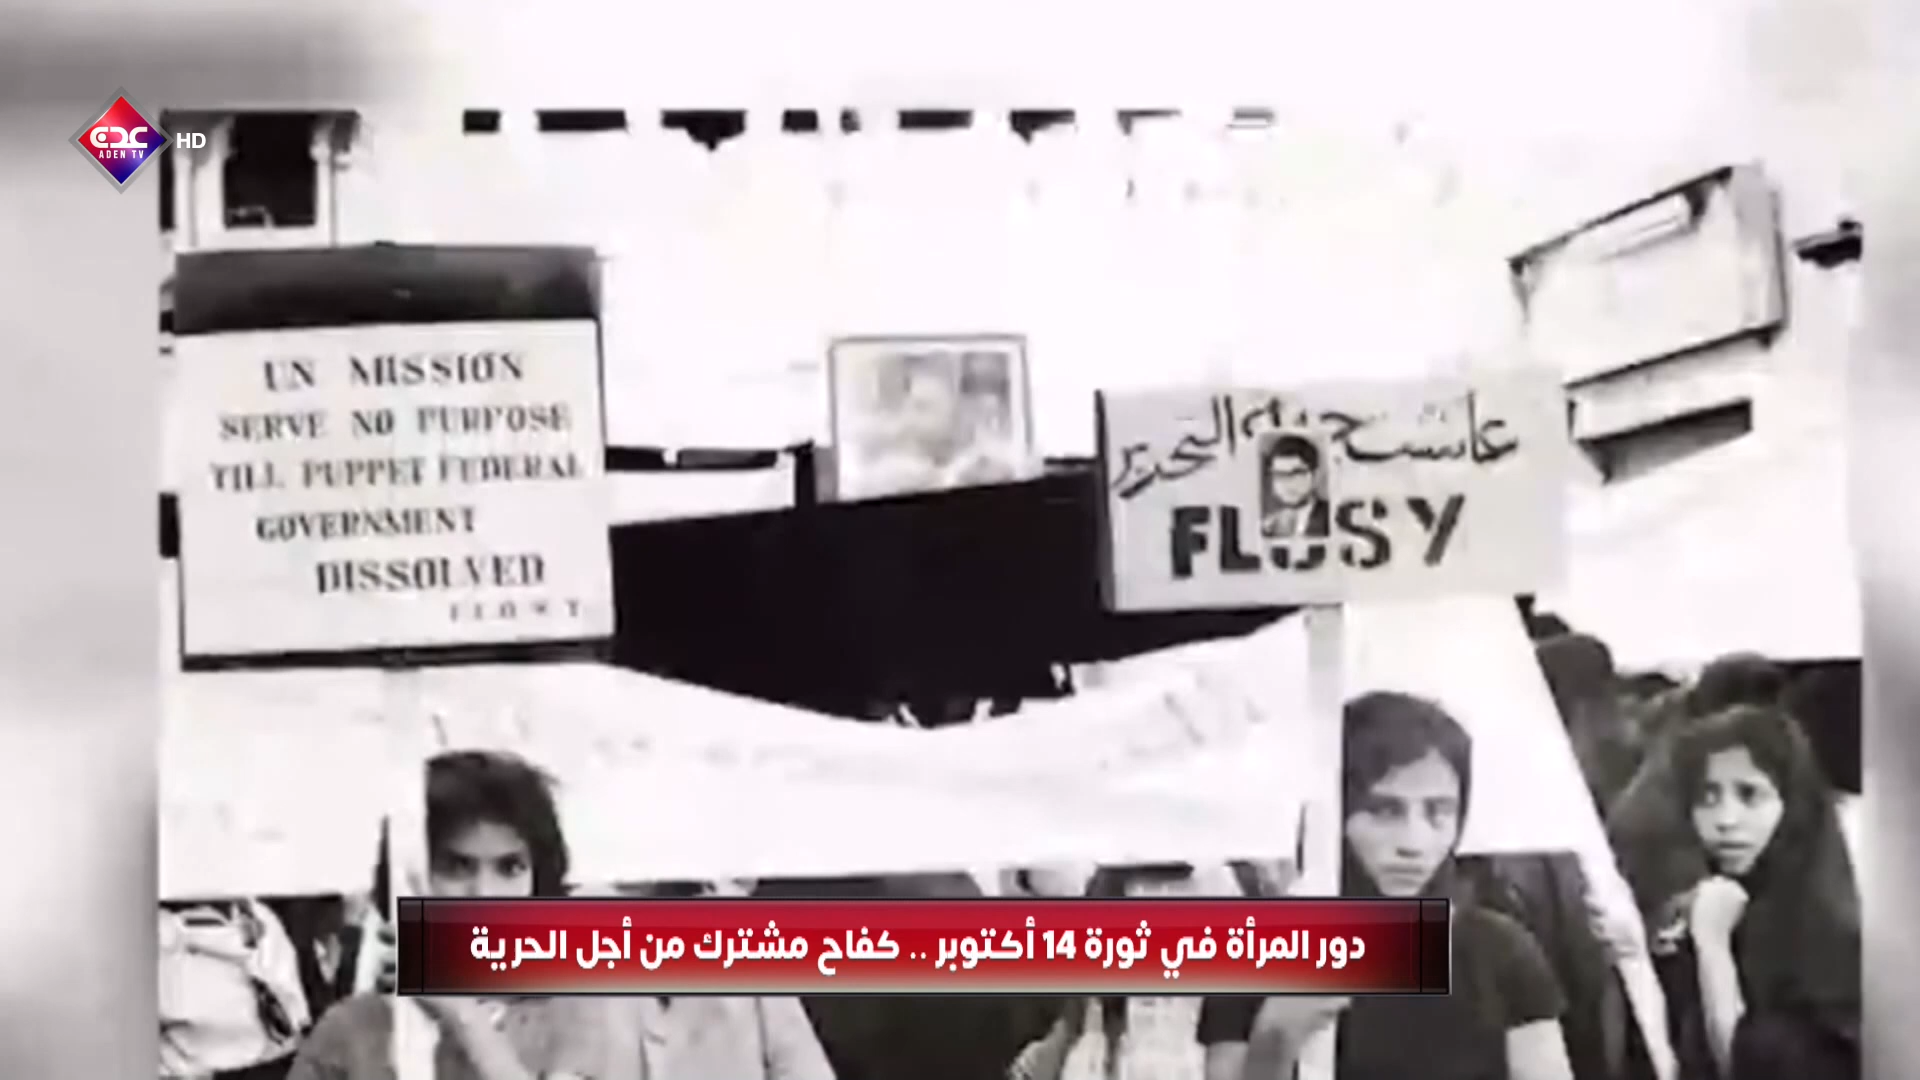 عدن
ADEN TV
HD
UN MISSION
SERVE NO PURPOSE
TILL PUPPET FEDERAL
GOVERNMENT
DISSOLVED
FLOSY
عاشت جبهة التحرير
FLOSY
دور المرأة في ثورة 14 أكتوبر .. كفاح مشترك من أجل الحرية